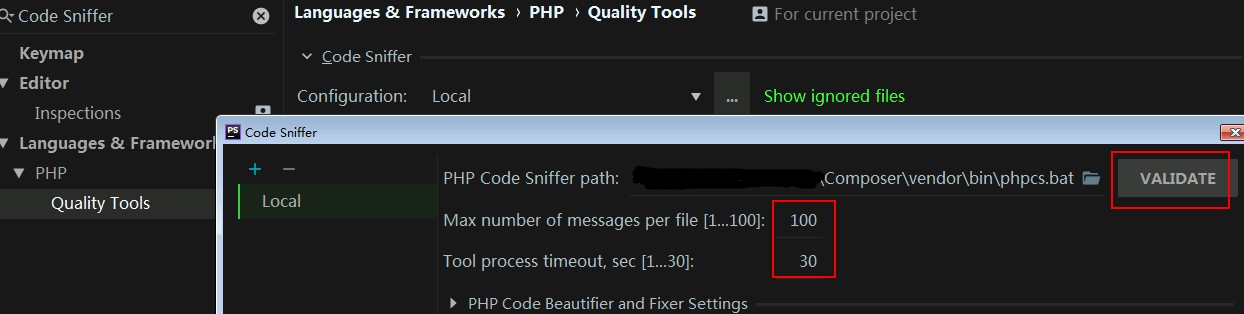 Code Sniffer
Languages & Frameworks › PHP › Quality Tools
For current project
Keymap
Editor
Inspections
Languages & Framewor
PHP
Quality Tools
Code Sniffer
Configuration: Local ... Show ignored files
PS Code Sniffer
Local
PHP Code Sniffer path: \Composer\vendor\bin\phpcs.bat VALIDATE
Max number of messages per file [1...100]: 100
Tool process timeout, sec [1...30]: 30
PHP Code Beautifier and Fixer Settings